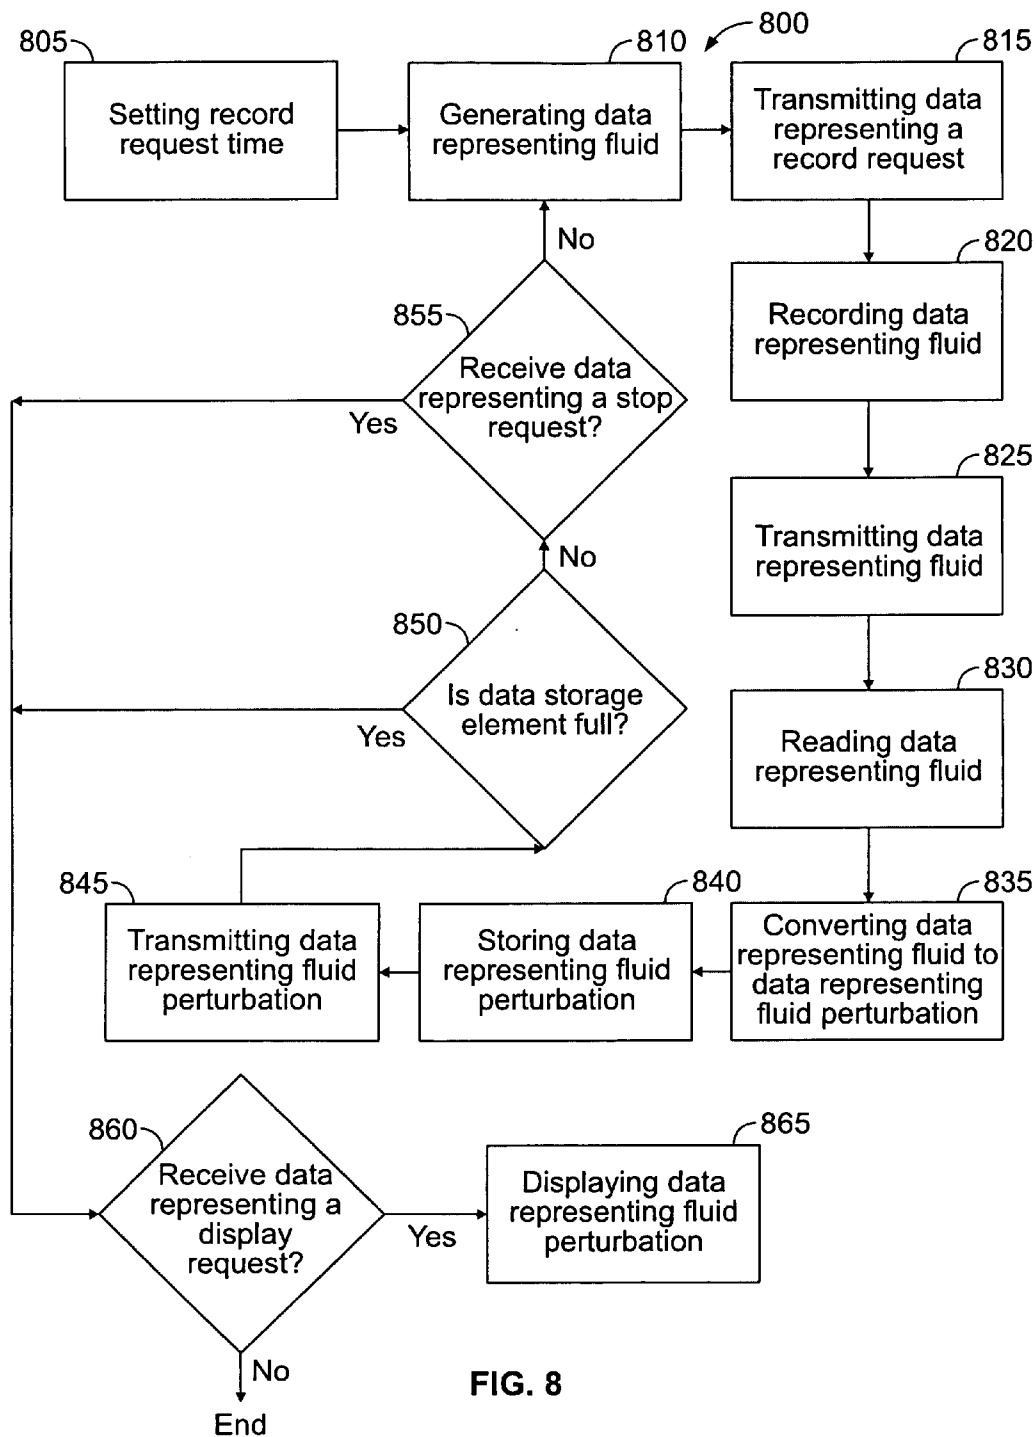 800
805
Setting record
request time
810
Generating data
representing fluid
815
Transmitting data
representing a
record request
820
Recording data
representing fluid
825
Transmitting data
representing fluid
830
Reading data
representing fluid
835
Converting data
representing fluid to
data representing
fluid perturbation
840
Storing data
representing fluid
perturbation
845
Transmitting data
representing fluid
perturbation
850
Is data storage
element full?
Yes
No
855
Receive data
representing a stop
request?
Yes
No
860
Receive data
representing a
display
request?
Yes
No
End
865
Displaying data
representing fluid
perturbation
FIG. 8